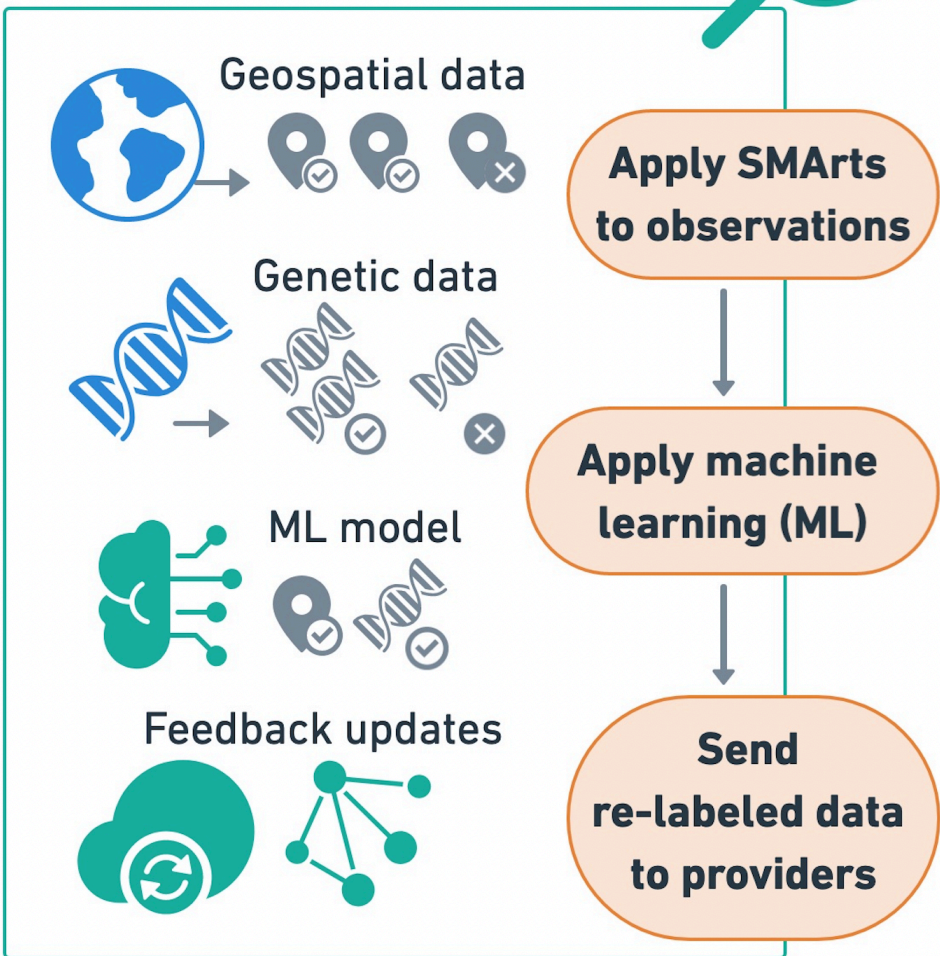 Geospatial data
Apply SMArts
to observations
Genetic data
Apply machine
learning (ML)
ML model
Feedback updates
Send
re-labeled data
to providers